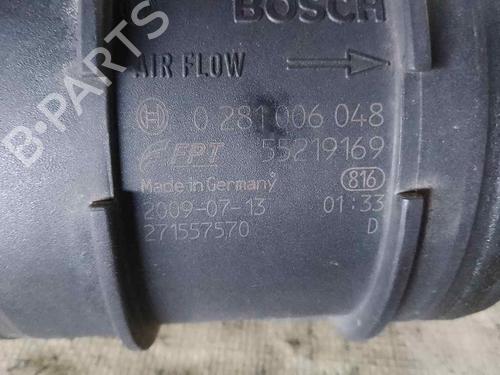 BOSCH
AIR FLOW
0 281 006 048
FPT 55219169
Made in Germany 816
2009-07-13 01:33
271557570 D
B-PARTS